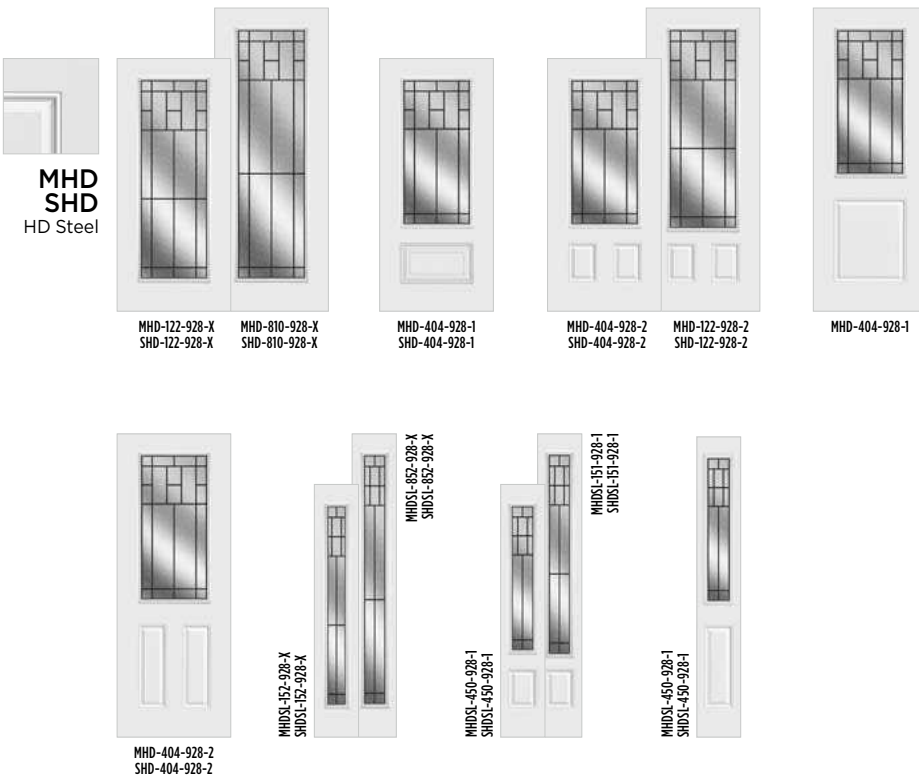 MHD
SHD
HD Steel
MHD-122-928-X
SHD-122-928-X
MHD-810-928-X
SHD-810-928-X
MHD-404-928-1
SHD-404-928-1
MHD-404-928-2
SHD-404-928-2
MHD-122-928-2
SHD-122-928-2
MHD-404-928-1
MHD-404-928-2
SHD-404-928-2
MHDSL-152-928-X
SHDSL-152-928-X
MHDSL-852-928-X
SHDSL-852-928-X
MHDSL-450-928-1
SHDSL-450-928-1
MHDSL-151-928-1
SHDSL-151-928-1
MHDSL-450-928-1
SHDSL-450-928-1